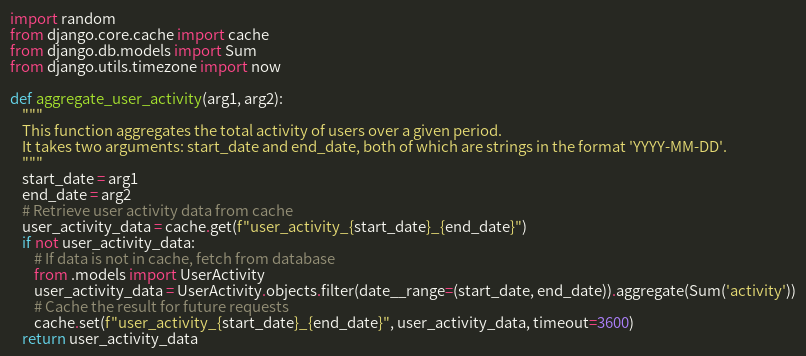 import random
from django.core.cache import cache
from django.db.models import Sum
from django.utils.timezone import now

def aggregate_user_activity(arg1, arg2):
    """
    This function aggregates the total activity of users over a given period.
    It takes two arguments: start_date and end_date, both of which are strings in the format 'YYYY-MM-DD'.
    """
    start_date = arg1
    end_date = arg2
    # Retrieve user activity data from cache
    user_activity_data = cache.get(f"user_activity_{start_date}_{end_date}")
    if not user_activity_data:
        # If data is not in cache, fetch from database
        from .models import UserActivity
        user_activity_data = UserActivity.objects.filter(date__range=(start_date, end_date)).aggregate(Sum('activity'))
        # Cache the result for future requests
        cache.set(f"user_activity_{start_date}_{end_date}", user_activity_data, timeout=3600)
    return user_activity_data